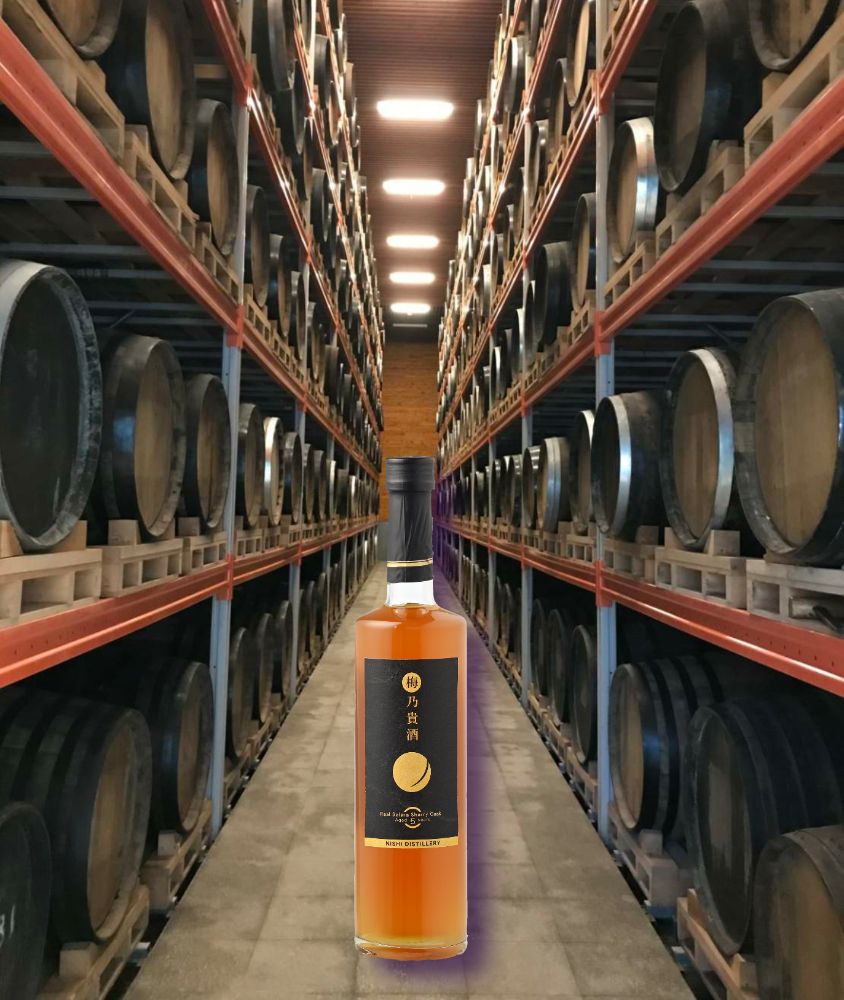 梅乃貴酒
Real Solera Sherry Cask
Aged 5 years
NISHI DISTILLERY